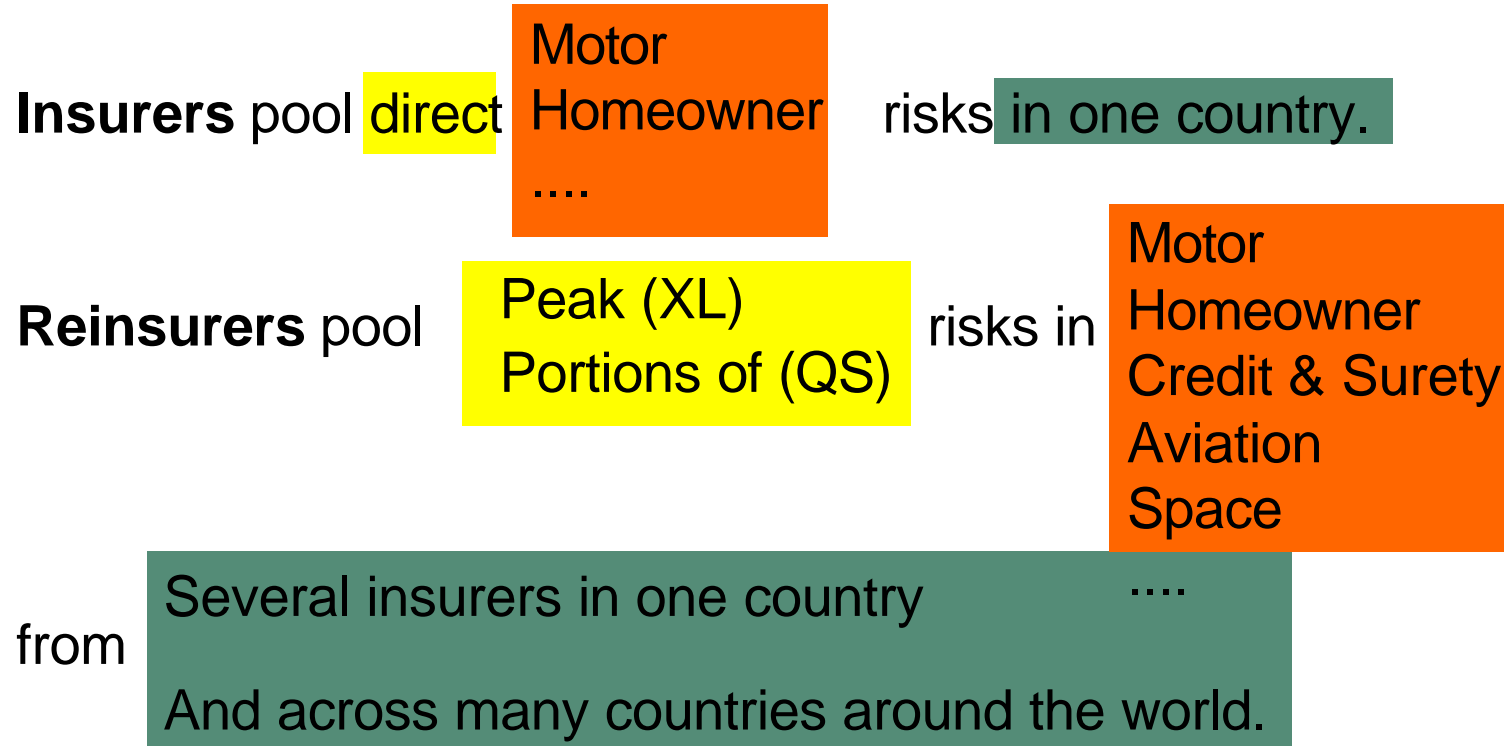 Motor
Insurers pool direct Homeowner risks in one country.
....
Motor
Peak (XL)
Reinsurers pool risks in Homeowner
Portions of (QS)
Credit & Surety
Aviation
Space
....
Several insurers in one country
from
And across many countries around the world.